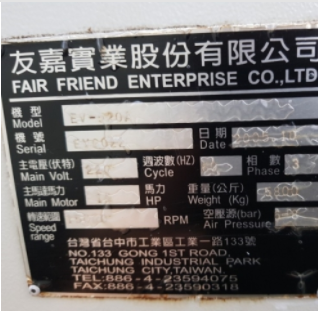 友嘉實業股份有限公司
FAIR FRIEND ENTERPRISE CO.,LTD
機型 Model
機號 Serial 日期 Date
主電壓(伏特) Main Volt. 220 週波數(HZ) Cycle 相數 Phase 3
主馬達馬力 Main Motor 馬力 HP 重量(公斤) Weight (Kg)
轉速範圍 Speed range RPM 空壓源(bar) Air Pressure
台灣省台中市工業區工業一路133號
NO.133 GONG 1ST ROAD,
TAICHUNG INDUSTRIAL PARK
TAICHUNG CITY,TAIWAN.
TEL:886-4-23594075
FAX:886-4-23590318